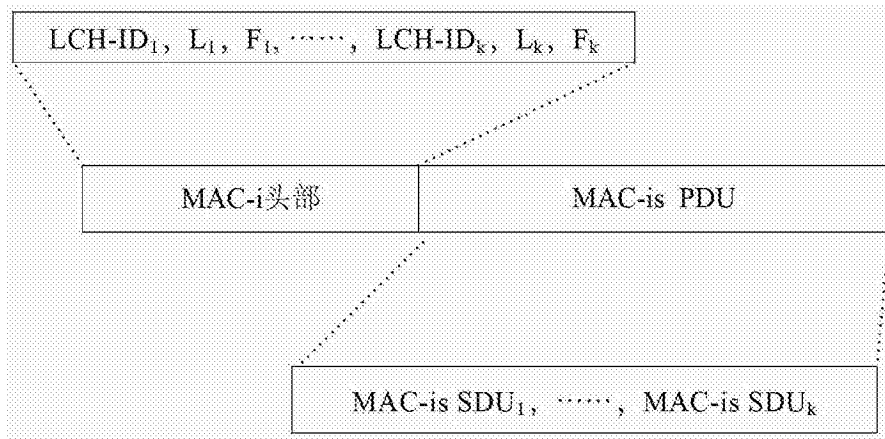 LCH-ID₁, L₁, F₁, ⋯⋯, LCH-IDₖ, Lₖ, Fₖ
MAC-i头部 MAC-is PDU
MAC-is SDU₁, ⋯⋯, MAC-is SDUₖ